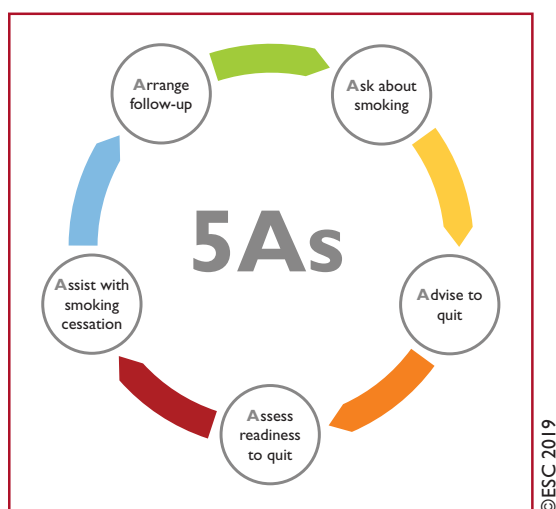 Arrange
follow-up
Ask about
smoking
5As
Assist with
smoking
cessation
Advise to
quit
Assess
readiness
to quit
©ESC 2019